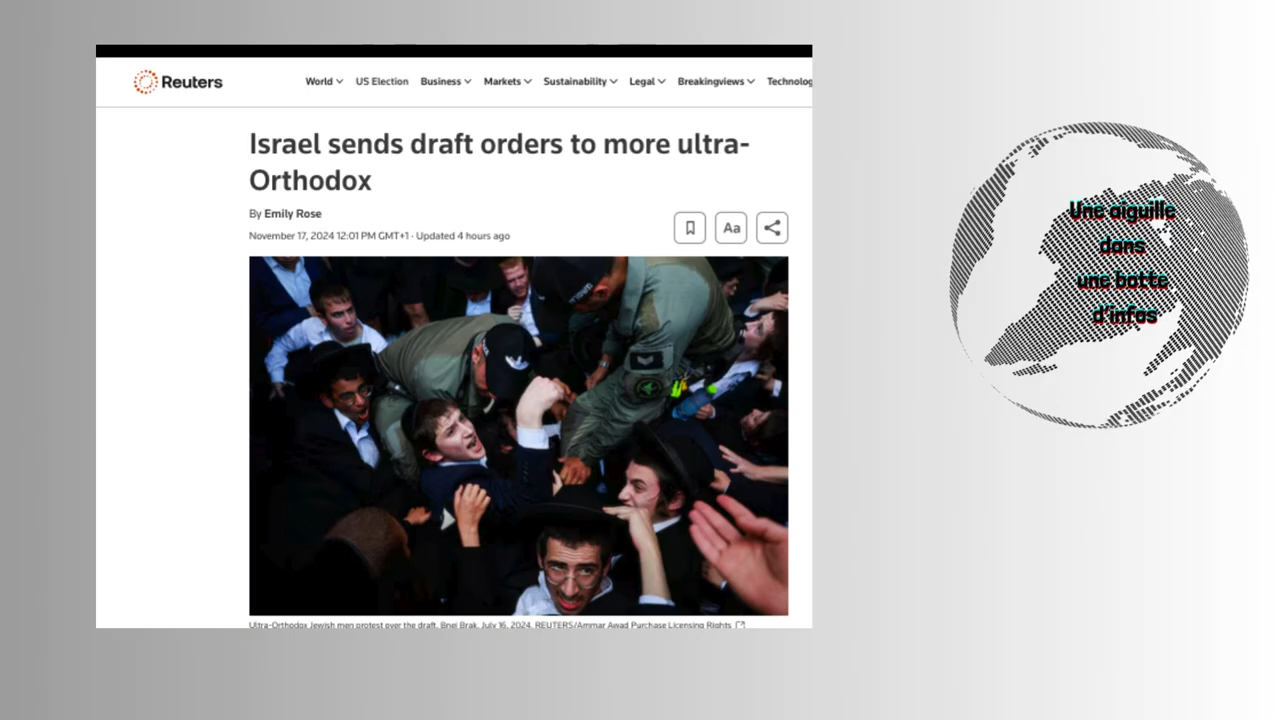 Reuters
World
US Election
Business
Markets
Sustainability
Legal
Breakingviews
Technolog
Israel sends draft orders to more ultra-
Orthodox
By Emily Rose
November 17, 2024 12:01 PM GMT+1 · Updated 4 hours ago
Aa
Ultra-Orthodox Jewish men protest over the draft, Bnei Brak, July 16, 2024. REUTERS/Ammar Awad Purchase Licensing Rights
Une aiguille
dans
une botte
d'infos